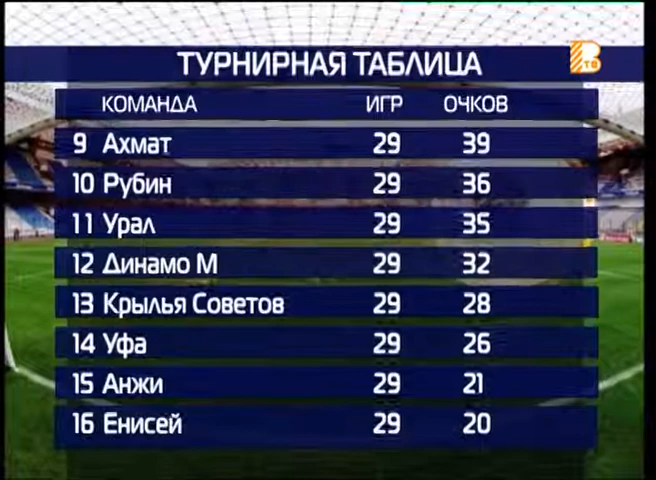 ТУРНИРНАЯ ТАБЛИЦА
В ТВ
КОМАНДА ИГР ОЧКОВ
9 Ахмат 29 39
10 Рубин 29 36
11 Урал 29 35
12 Динамо М 29 32
13 Крылья Советов 29 28
14 Уфа 29 26
15 Анжи 29 21
16 Енисей 29 20